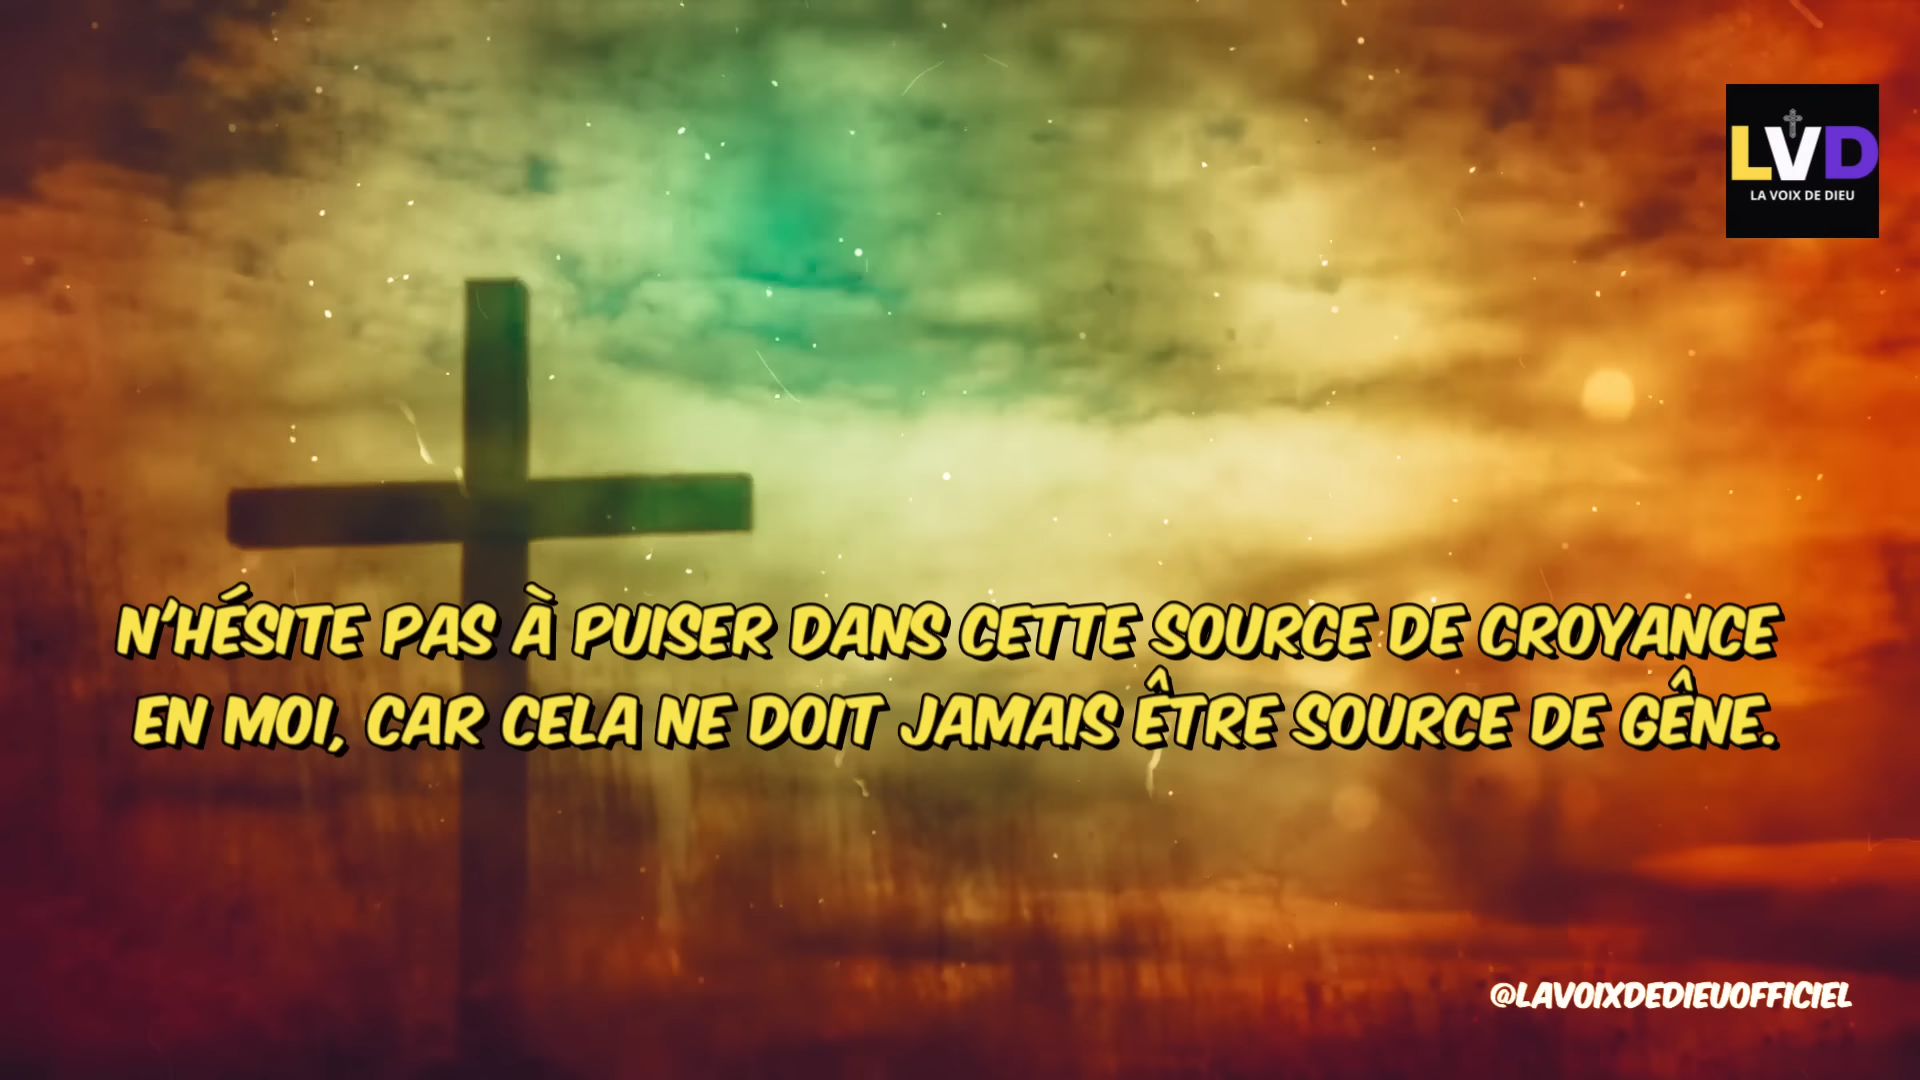 LVD
LA VOIX DE DIEU
N'HÉSITE PAS À PUISER DANS CETTE SOURCE DE CROYANCE
EN MOI, CAR CELA NE DOIT JAMAIS ÊTRE SOURCE DE GÊNE.
@LAVOIXDEDIEUOFFICIEL